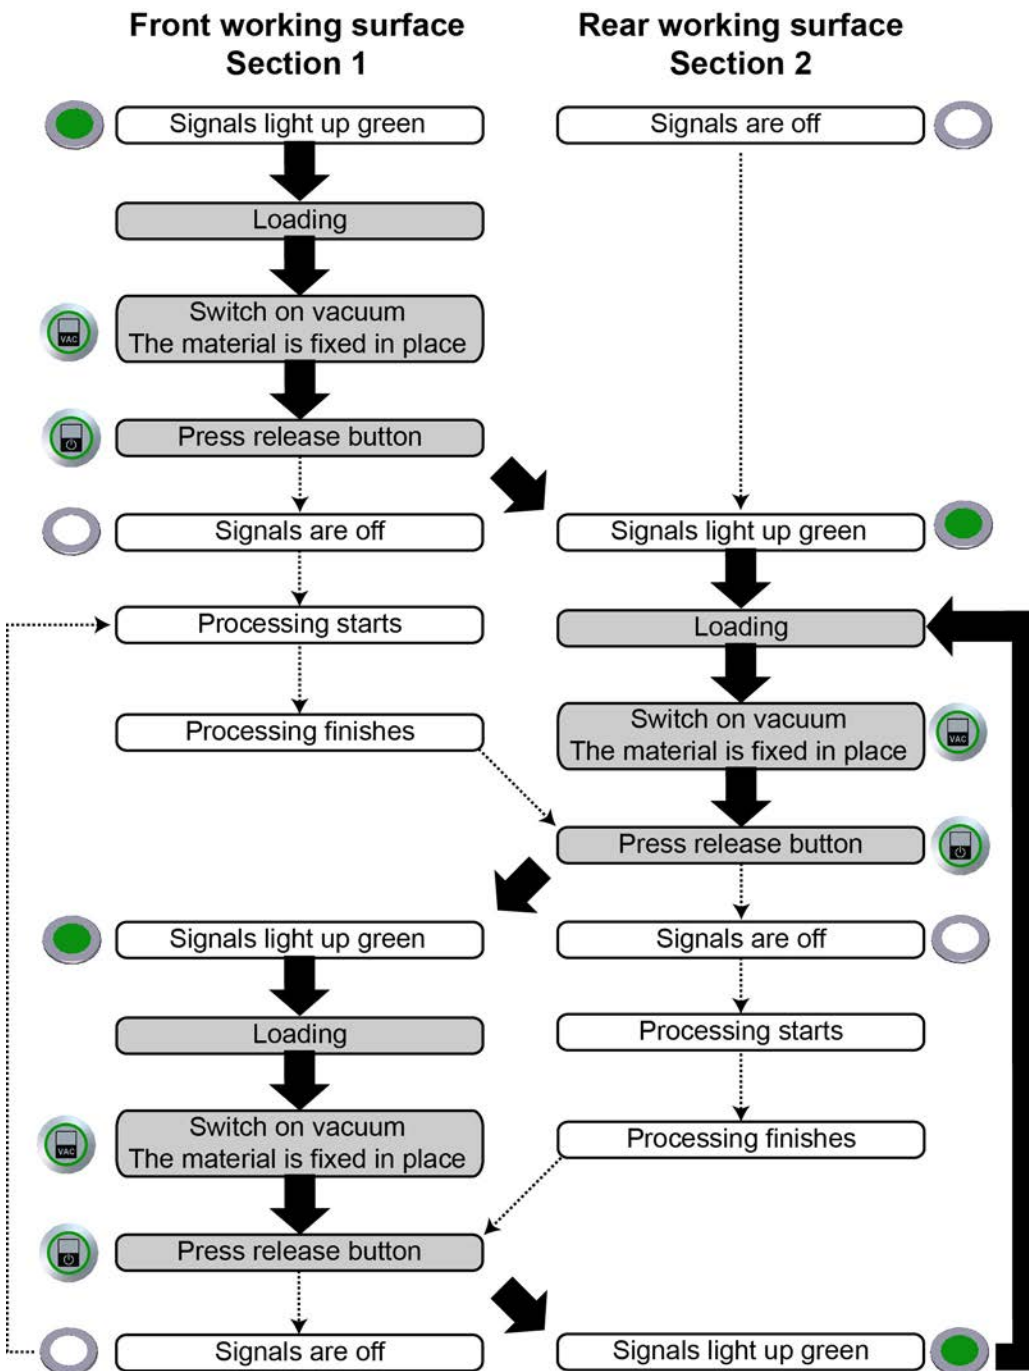 Front working surface
Section 1
Rear working surface
Section 2
Signals light up green
Signals are off
Loading
Switch on vacuum
The material is fixed in place
VAC
Press release button
Signals are off
Signals light up green
Processing starts
Loading
Processing finishes
Switch on vacuum
The material is fixed in place
VAC
Press release button
Signals light up green
Signals are off
Loading
Processing starts
Switch on vacuum
The material is fixed in place
VAC
Processing finishes
Press release button
Signals are off
Signals light up green